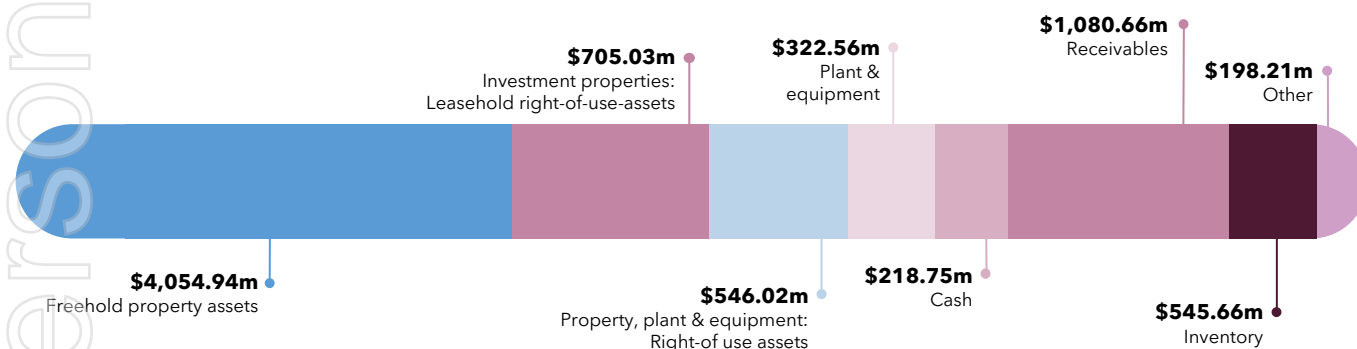 $1,080.66m
Receivables
$322.56m
Plant &
equipment
$705.03m
Investment properties:
Leasehold right-of-use-assets
$198.21m
Other
erson
$4,054.94m
Freehold property assets
$546.02m
Property, plant & equipment:
Right-of use assets
$218.75m
Cash
$545.66m
Inventory